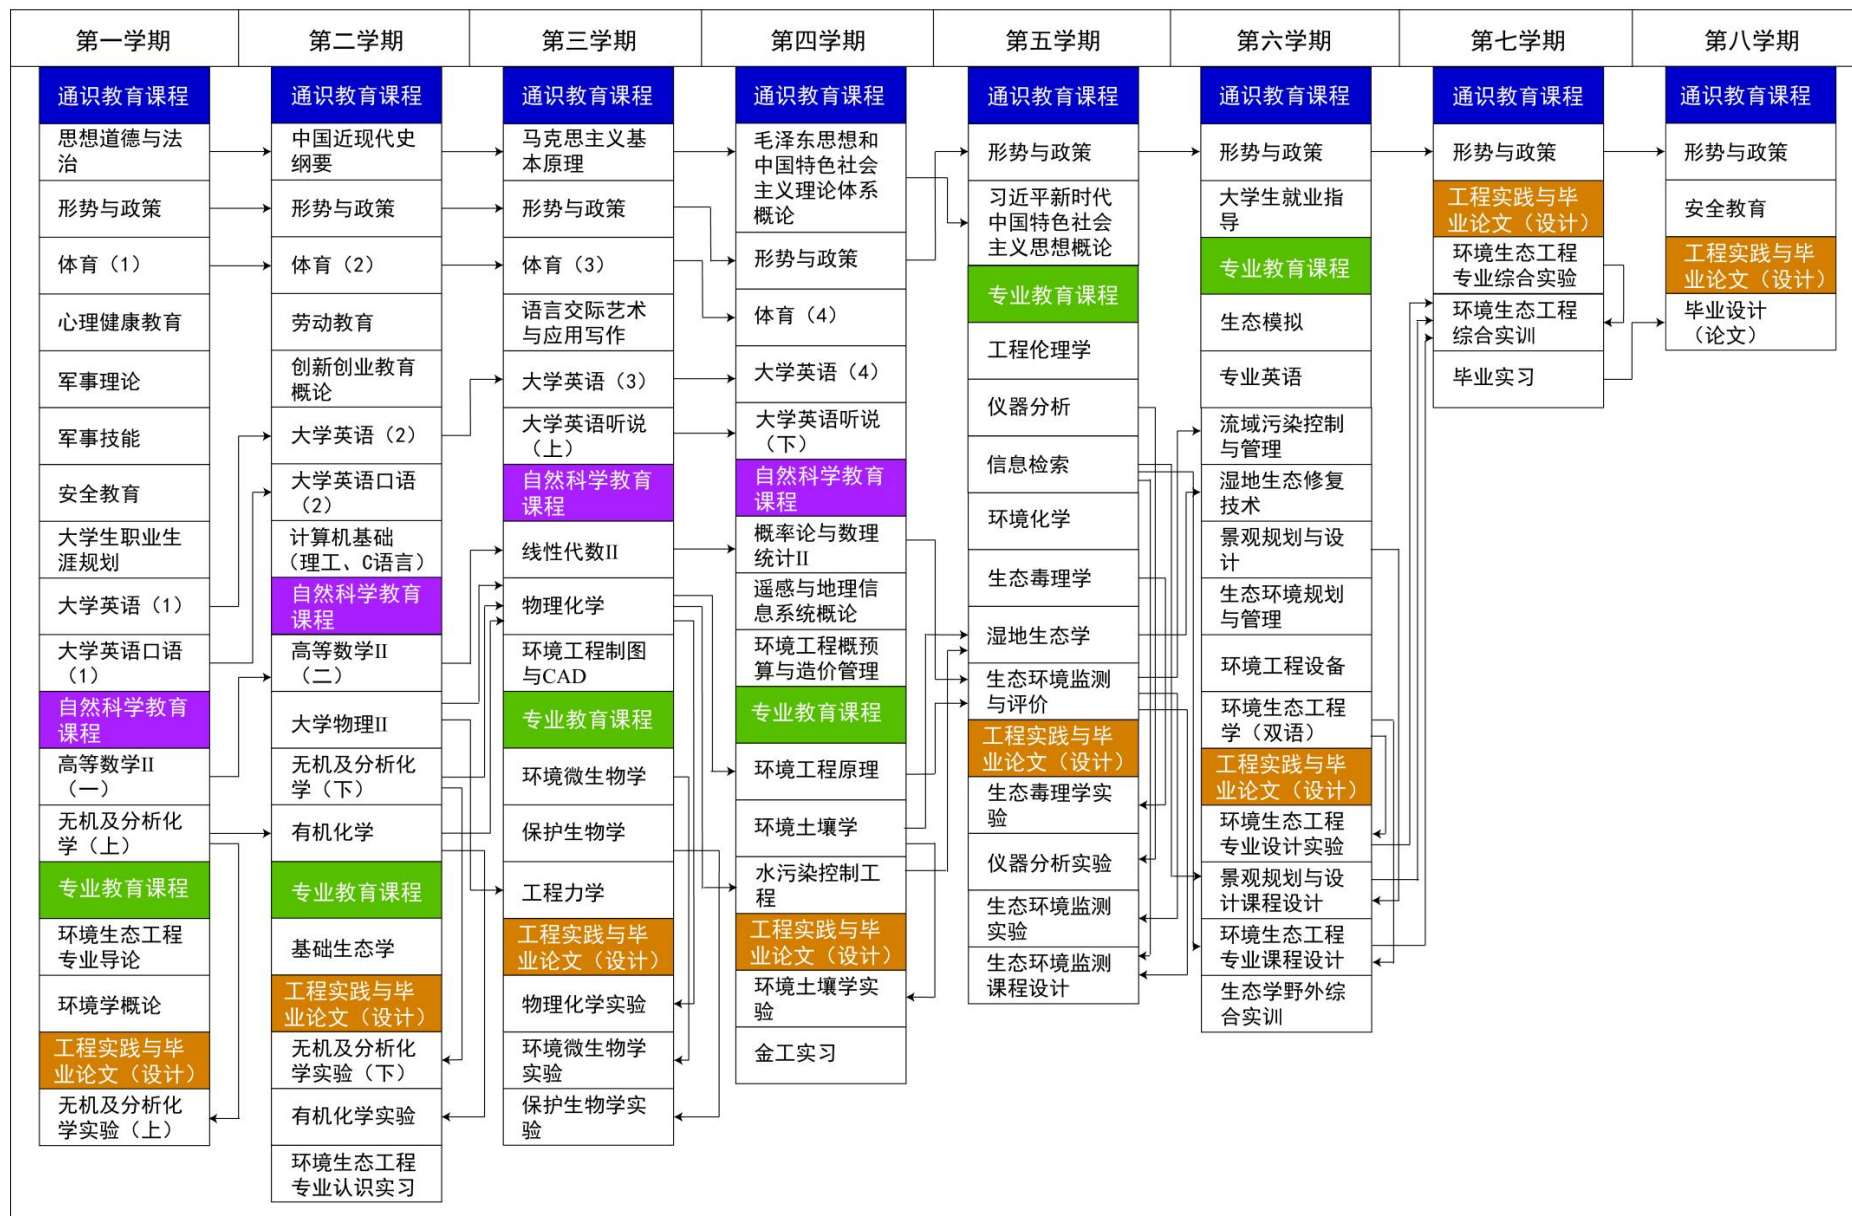 第一学期
第二学期
第三学期
第四学期
第五学期
第六学期
第七学期
第八学期
通识教育课程
思想道德与法
治
形势与政策
体育（1）
心理健康教育
军事理论
军事技能
安全教育
大学生职业生
涯规划
大学英语（1）
大学英语口语
（1）
自然科学教育
课程
高等数学II
（一）
无机及分析化
学（上）
专业教育课程
环境生态工程
专业导论
环境学概论
工程实践与毕
业论文（设计）
无机及分析化
学实验（上）
通识教育课程
中国近现代史
纲要
形势与政策
体育（2）
劳动教育
创新创业教育
概论
大学英语（2）
大学英语口语
（2）
计算机基础
（理工、C语言）
自然科学教育
课程
高等数学II
（二）
大学物理II
无机及分析化
学（下）
有机化学
专业教育课程
基础生态学
工程实践与毕
业论文（设计）
无机及分析化
学实验（下）
有机化学实验
环境生态工程
专业认识实习
通识教育课程
马克思主义基
本原理
形势与政策
体育（3）
语言交际艺术
与应用写作
大学英语（3）
大学英语听说
（上）
自然科学教育
课程
线性代数II
物理化学
环境工程制图
与CAD
专业教育课程
环境微生物学
保护生物学
工程力学
工程实践与毕
业论文（设计）
物理化学实验
环境微生物学
实验
保护生物学实
验
通识教育课程
毛泽东思想和
中国特色社会
主义理论体系
概论
形势与政策
体育（4）
大学英语（4）
大学英语听说
（下）
自然科学教育
课程
概率论与数理
统计II
遥感与地理信
息系统概论
环境工程概预
算与造价管理
专业教育课程
环境工程原理
环境土壤学
水污染控制工
程
工程实践与毕
业论文（设计）
环境土壤学实
验
金工实习
通识教育课程
形势与政策
习近平新时代
中国特色社会
主义思想概论
专业教育课程
工程伦理学
仪器分析
信息检索
环境化学
生态毒理学
湿地生态学
生态环境监测
与评价
工程实践与毕
业论文（设计）
生态毒理学实
验
仪器分析实验
生态环境监测
实验
生态环境监测
课程设计
通识教育课程
形势与政策
大学生就业指
导
专业教育课程
生态模拟
专业英语
流域污染控制
与管理
湿地生态修复
技术
景观规划与设
计
生态环境规划
与管理
环境工程设备
环境生态工程
学（双语）
工程实践与毕
业论文（设计）
环境生态工程
专业设计实验
景观规划与设
计课程设计
环境生态工程
专业课程设计
生态学野外综
合实训
通识教育课程
形势与政策
工程实践与毕
业论文（设计）
环境生态工程
专业综合实验
环境生态工程
综合实训
毕业实习
通识教育课程
形势与政策
安全教育
工程实践与毕
业论文（设计）
毕业设计
（论文）